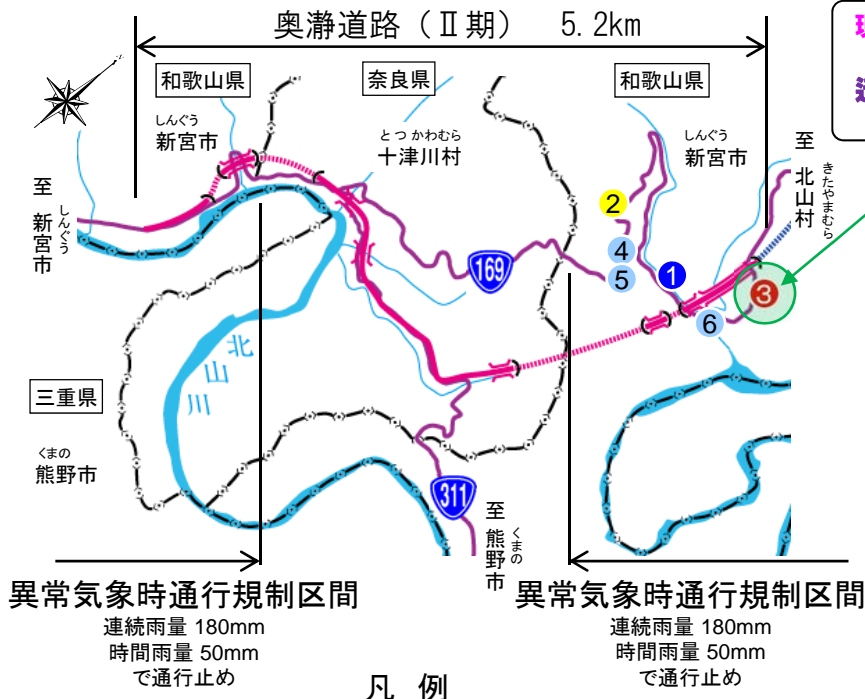 奥瀞道路（Ⅱ期） 5.2km
和歌山県
奈良県
和歌山県
しんぐう
新宮市
とつかわむら
十津川村
しんぐう
新宮市
至 北山村
きたやまむら
至 新宮市
しんぐう
2
4
5
1
3
6
169
北山川
三重県
くまの
熊野市
311
至 熊野市
くまの
異常気象時通行規制区間
連続雨量 180mm
時間雨量 50mm
で通行止め
異常気象時通行規制区間
連続雨量 180mm
時間雨量 50mm
で通行止め
凡 例